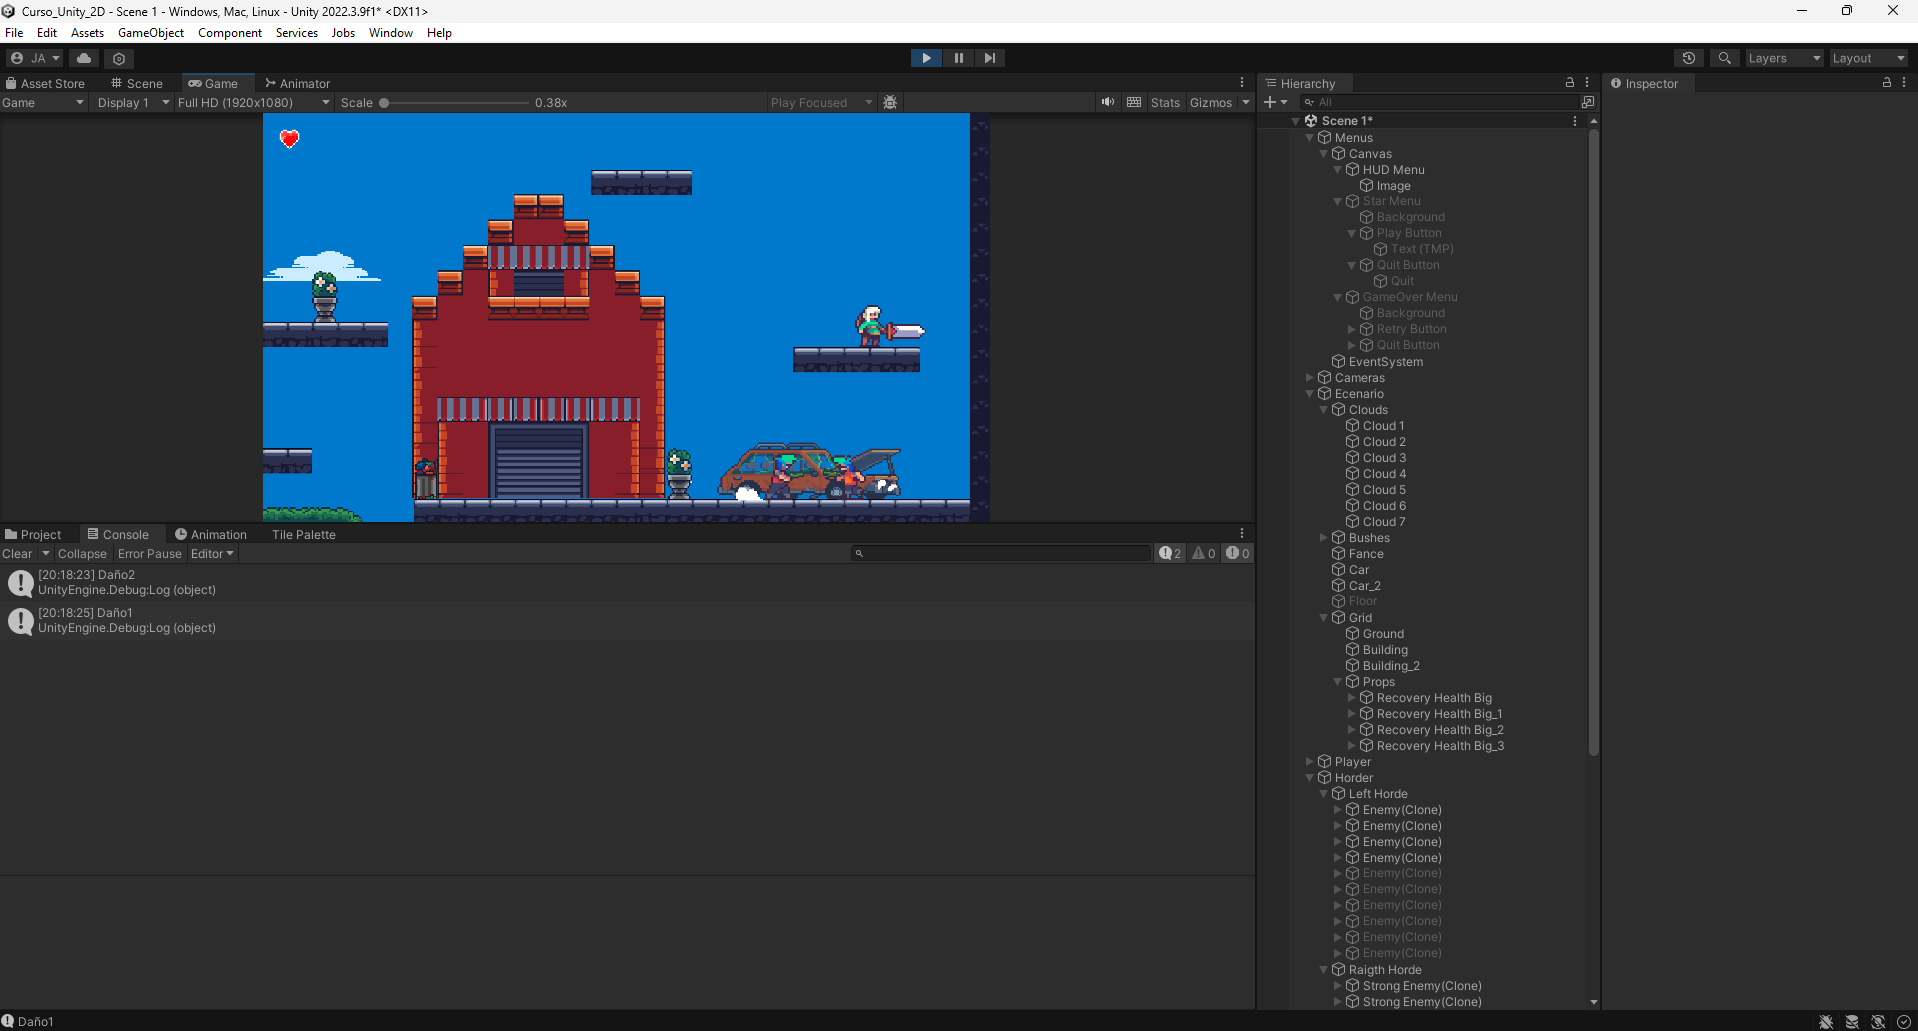 Curso_Unity_2D - Scene 1 - Windows, Mac, Linux - Unity 2022.3.9f1* <DX11>
File Edit Assets GameObject Component Services Jobs Window Help
JA Layers Layout
Asset Store Scene Game Animator
Game Display 1 Full HD (1920x1080) Scale 0.38x Play Focused Stats Gizmos
Project Console Animation Tile Palette
Clear Collapse Error Pause Editor 2 0 0
[20:18:23] Daño2
UnityEngine.Debug:Log (object)
[20:18:25] Daño1
UnityEngine.Debug:Log (object)
Daño1
Hierarchy
All
Scene 1*
Menus
Canvas
HUD Menu
Image
Star Menu
Background
Play Button
Text (TMP)
Quit Button
Quit
GameOver Menu
Background
Retry Button
Quit Button
EventSystem
Cameras
Ecenario
Clouds
Cloud 1
Cloud 2
Cloud 3
Cloud 4
Cloud 5
Cloud 6
Cloud 7
Bushes
Fance
Car
Car_2
Floor
Grid
Ground
Building
Building_2
Props
Recovery Health Big
Recovery Health Big_1
Recovery Health Big_2
Recovery Health Big_3
Player
Horder
Left Horde
Enemy(Clone)
Enemy(Clone)
Enemy(Clone)
Enemy(Clone)
Enemy(Clone)
Enemy(Clone)
Enemy(Clone)
Enemy(Clone)
Enemy(Clone)
Enemy(Clone)
Raigth Horde
Strong Enemy(Clone)
Strong Enemy(Clone)
Inspector